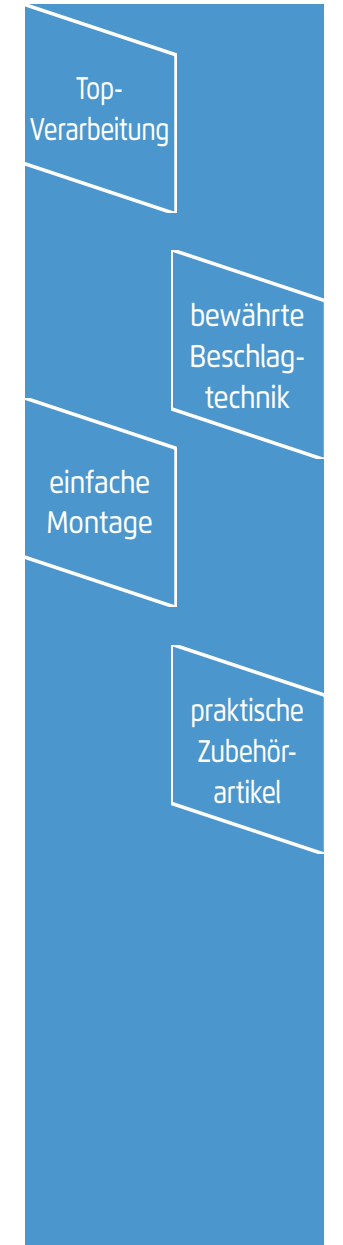 Top-
Verarbeitung
bewährte
Beschlag-
technik
einfache
Montage
praktische
Zubehör-
artikel